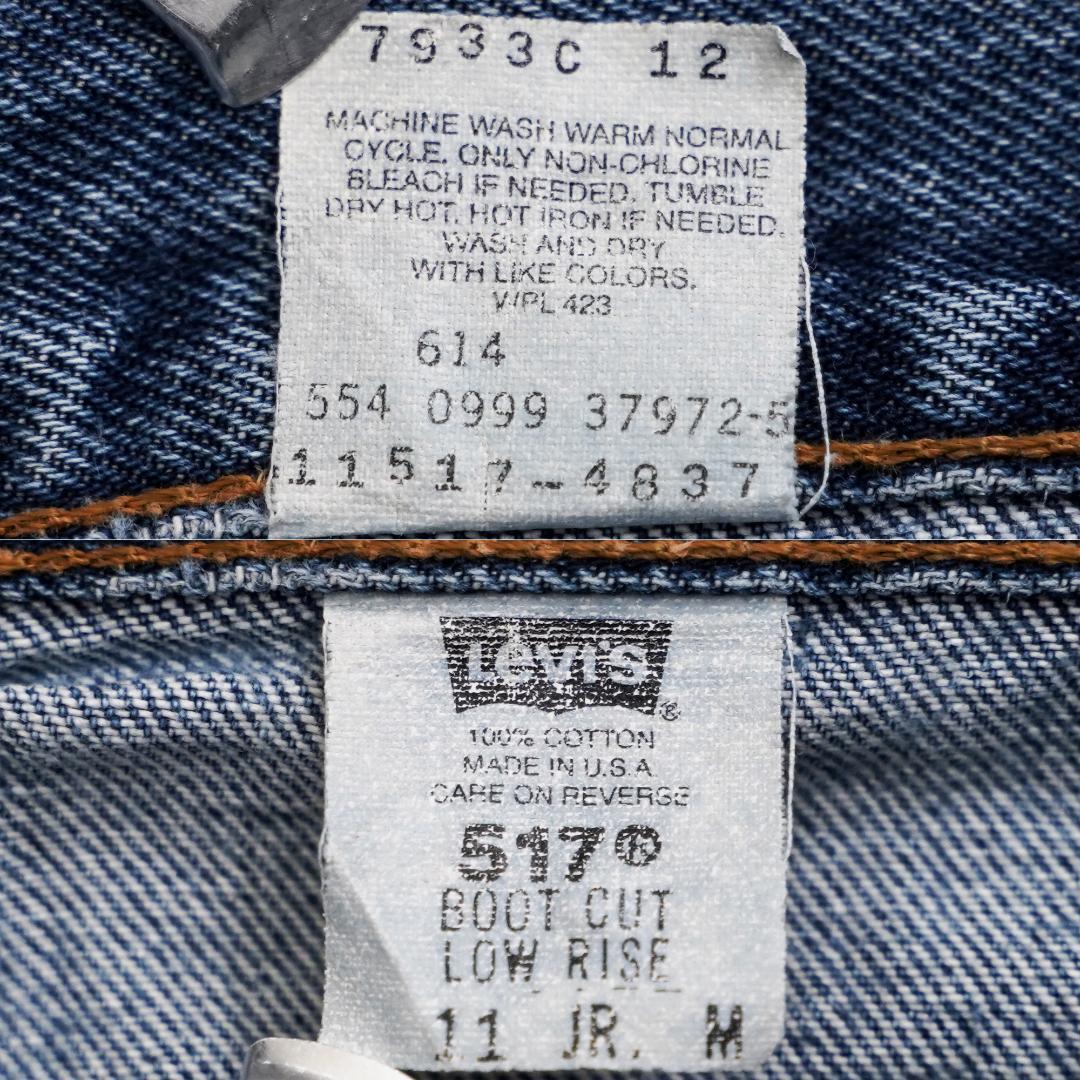 7933C 12
MACHINE WASH WARM NORMAL
CYCLE. ONLY NON-CHLORINE
BLEACH IF NEEDED. TUMBLE
DRY HOT. HOT IRON IF NEEDED.
WASH AND DRY
WITH LIKE COLORS.
WPL 423
614
554 0999 37972-5
11517-4837
Levi's®
100% COTTON
MADE IN U.S.A.
CARE ON REVERSE
517®
BOOT CUT
LOW RISE
11 JR. M